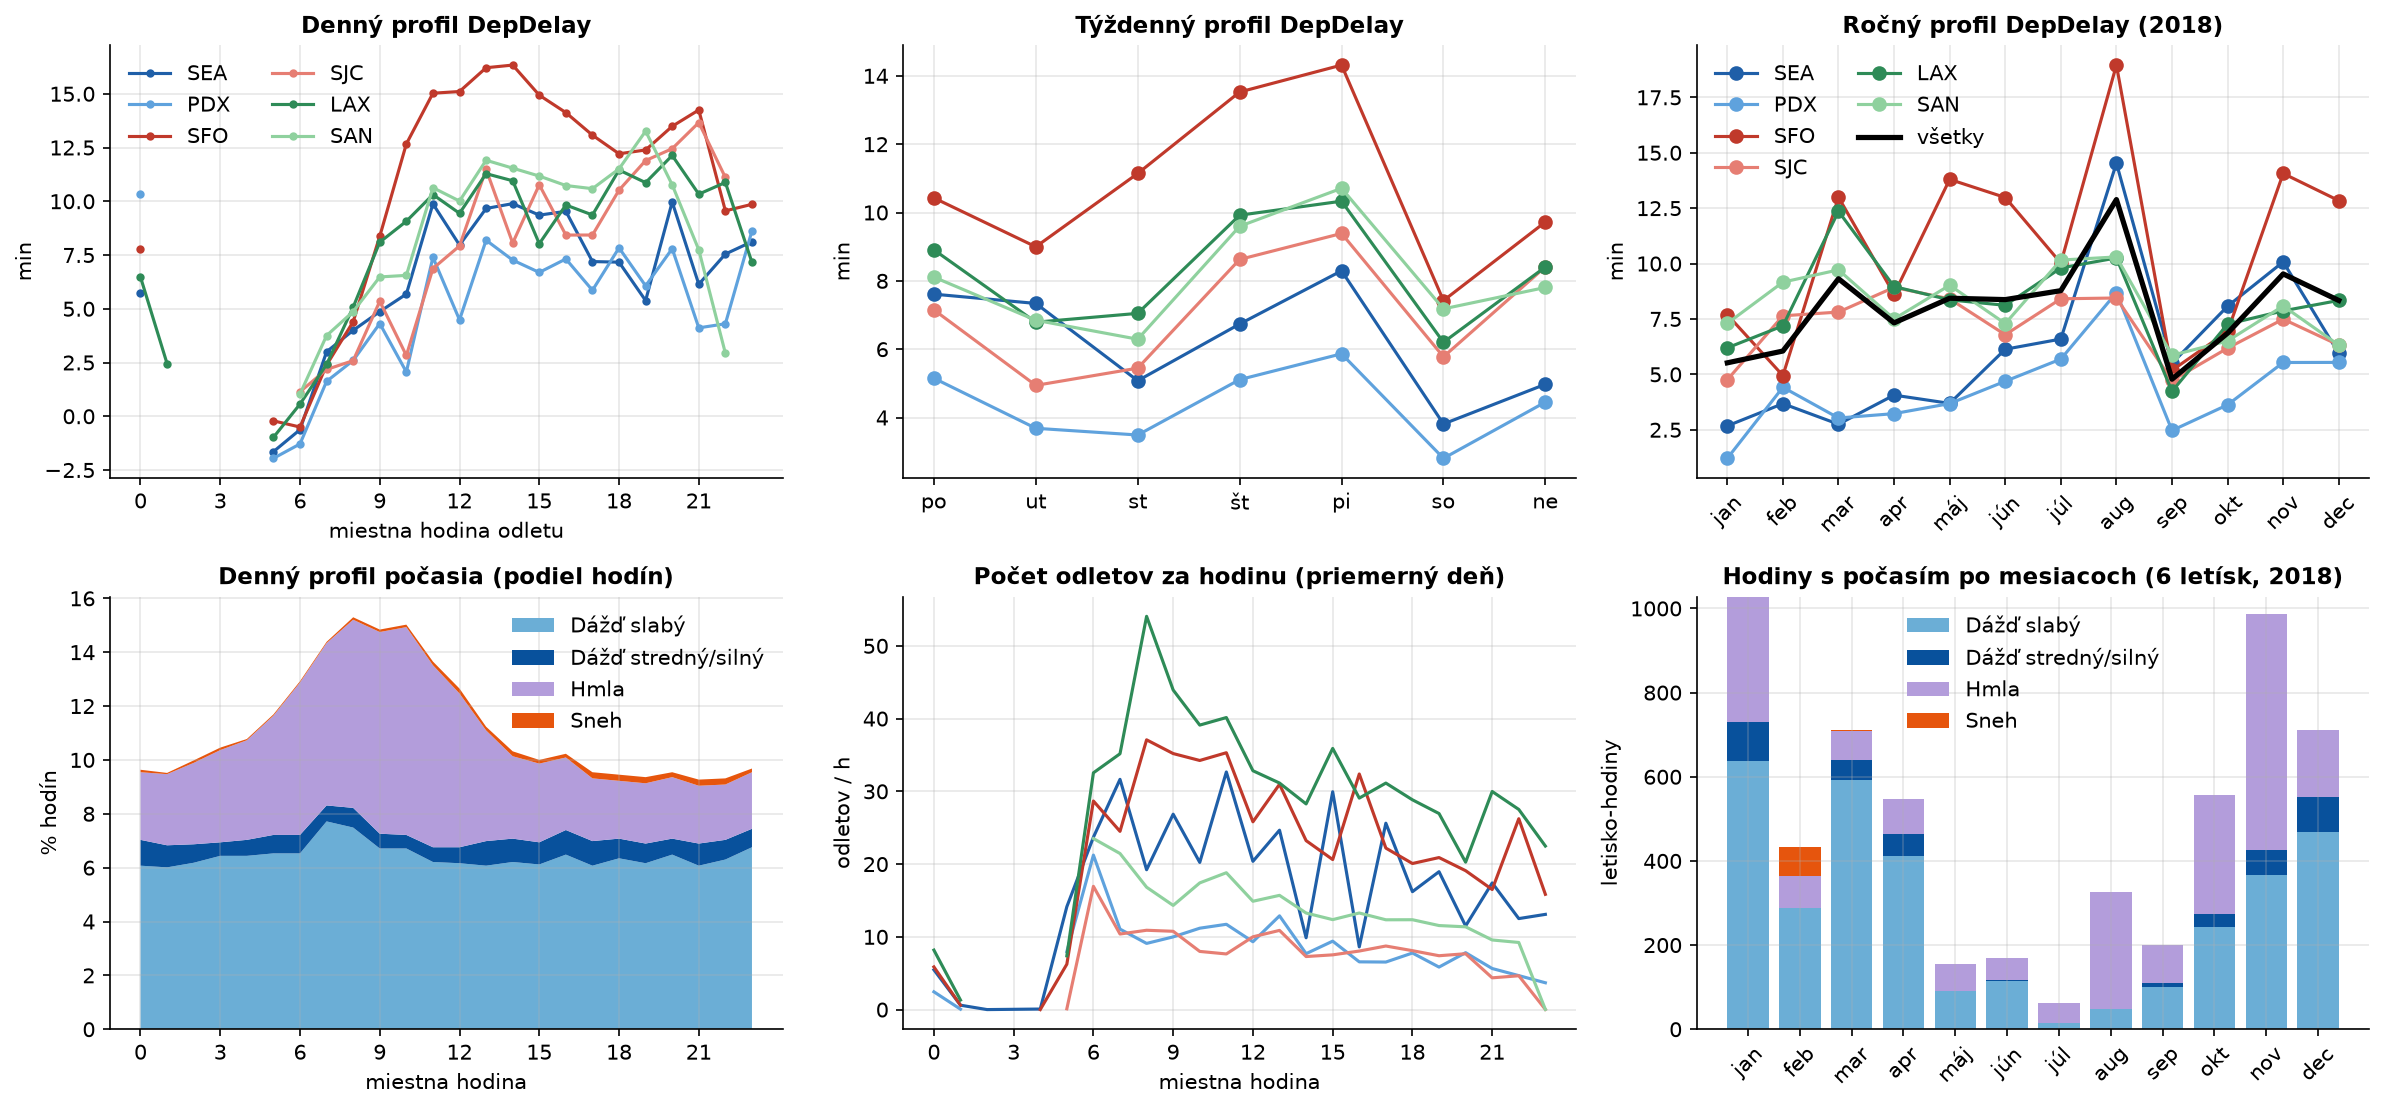 Denný profil DepDelay
SEA
PDX
SFO
SJC
LAX
SAN
min
15.0
12.5
10.0
7.5
5.0
2.5
0.0
−2.5
0 3 6 9 12 15 18 21
miestna hodina odletu
Týždenný profil DepDelay
min
14
12
10
8
6
4
po ut st št pi so ne
Ročný profil DepDelay (2018)
SEA
PDX
SFO
SJC
LAX
SAN
všetky
min
17.5
15.0
12.5
10.0
7.5
5.0
2.5
jan feb mar apr máj jún júl aug sep okt nov dec
Denný profil počasia (podiel hodín)
Dážď slabý
Dážď stredný/silný
Hmla
Sneh
% hodín
16
14
12
10
8
6
4
2
0
0 3 6 9 12 15 18 21
miestna hodina
Počet odletov za hodinu (priemerný deň)
odletov / h
50
40
30
20
10
0
0 3 6 9 12 15 18 21
miestna hodina
Hodiny s počasím po mesiacoch (6 letísk, 2018)
Dážď slabý
Dážď stredný/silný
Hmla
Sneh
letisko-hodiny
1000
800
600
400
200
0
jan feb mar apr máj jún júl aug sep okt nov dec